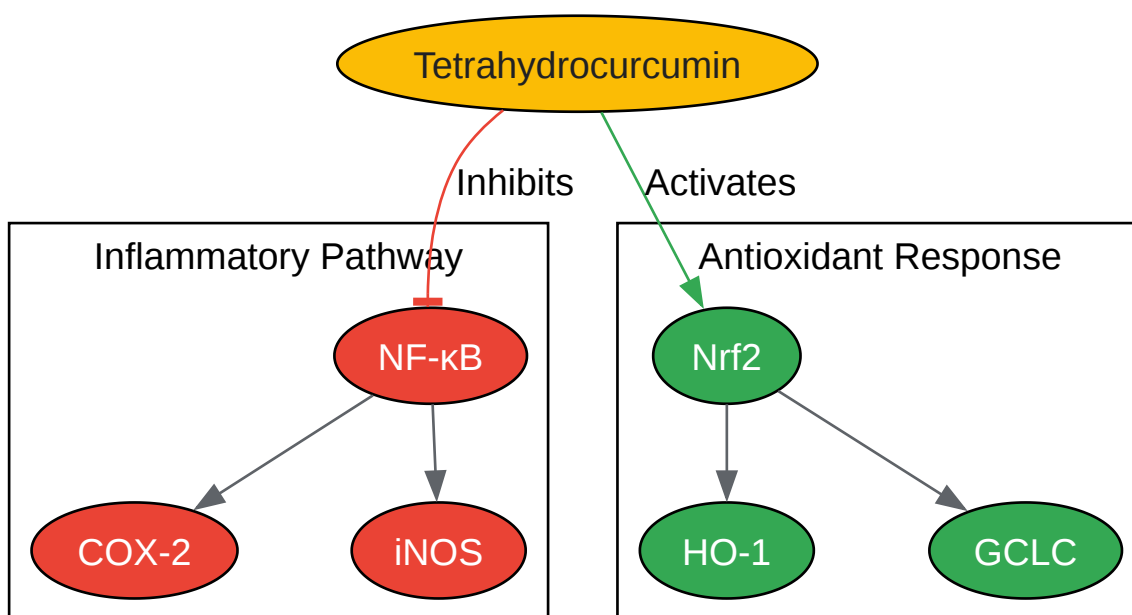 Tetrahydrocurcumin
Inhibits
Activates
Inflammatory Pathway
Antioxidant Response
NF-κB
Nrf2
COX-2
iNOS
HO-1
GCLC